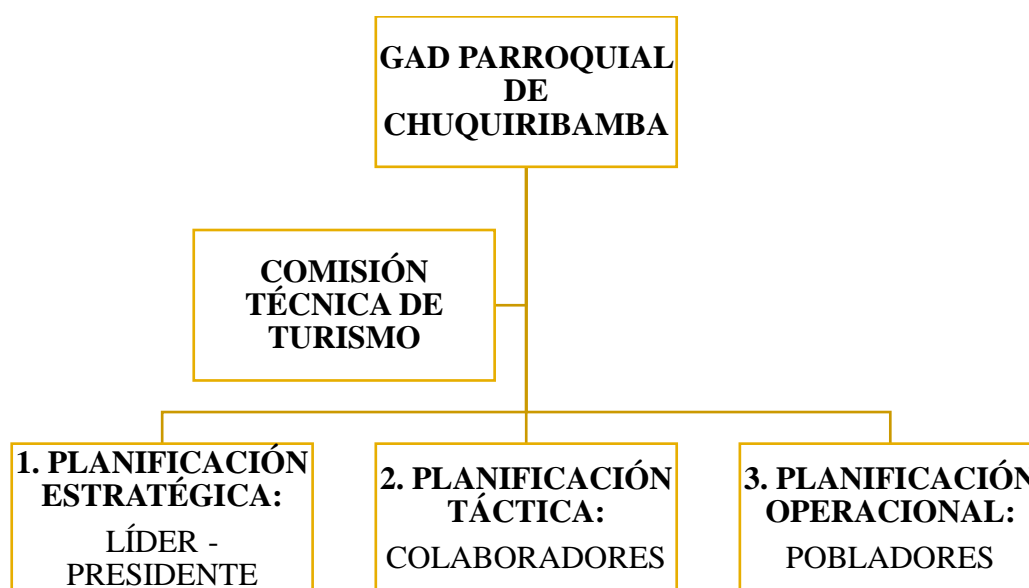 GAD PARROQUIAL
DE
CHUQUIRIBAMBA
COMISIÓN
TÉCNICA DE
TURISMO
1. PLANIFICACIÓN
ESTRATÉGICA:
LÍDER -
PRESIDENTE
2. PLANIFICACIÓN
TÁCTICA:
COLABORADORES
3. PLANIFICACIÓN
OPERACIONAL:
POBLADORES